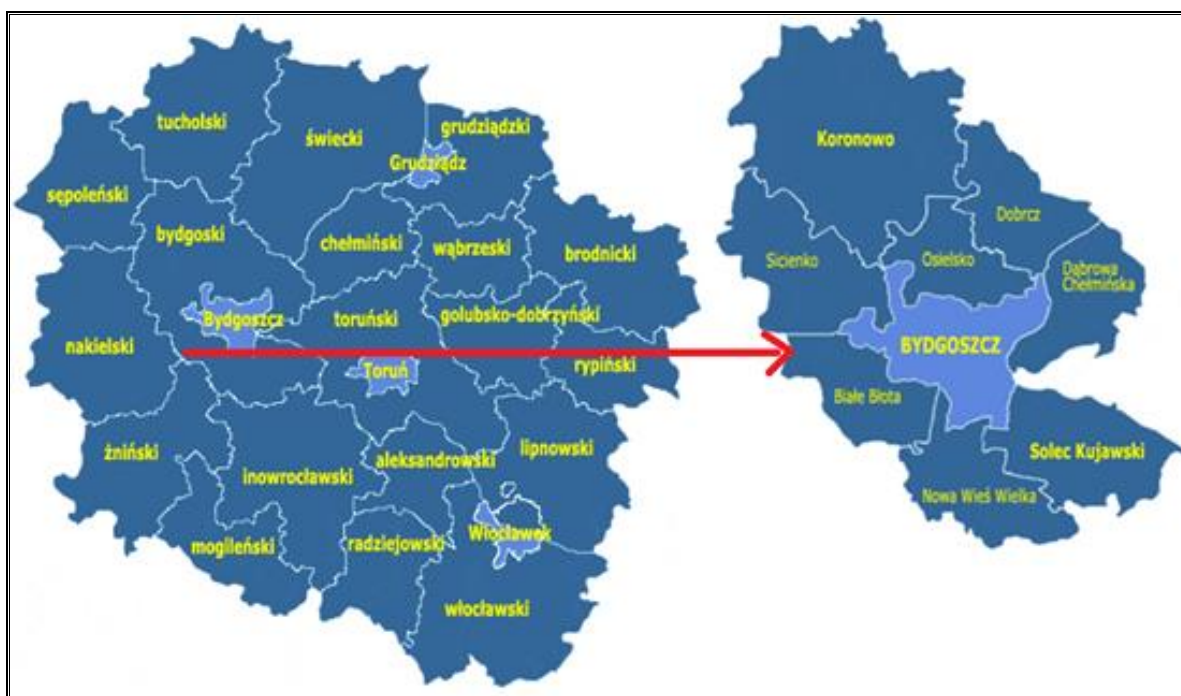 tucholski
świecki
grudziądzki
Grudziądz
sępoleński
bydgoski
chełmiński
wąbrzeski
brodnicki
Bydgoszcz
toruński
golubsko-dobrzyński
nakielski
Toruń
rypiński
żniński
inowrocławski
aleksandrowski
lipnowski
mogileński
radziejowski
Włocławek
włocławski
Koronowo
Dobrcz
Sicienko
Osielsko
Dąbrowa
Chełmińska
BYDGOSZCZ
Białe Błota
Solec Kujawski
Nowa Wieś Wielka